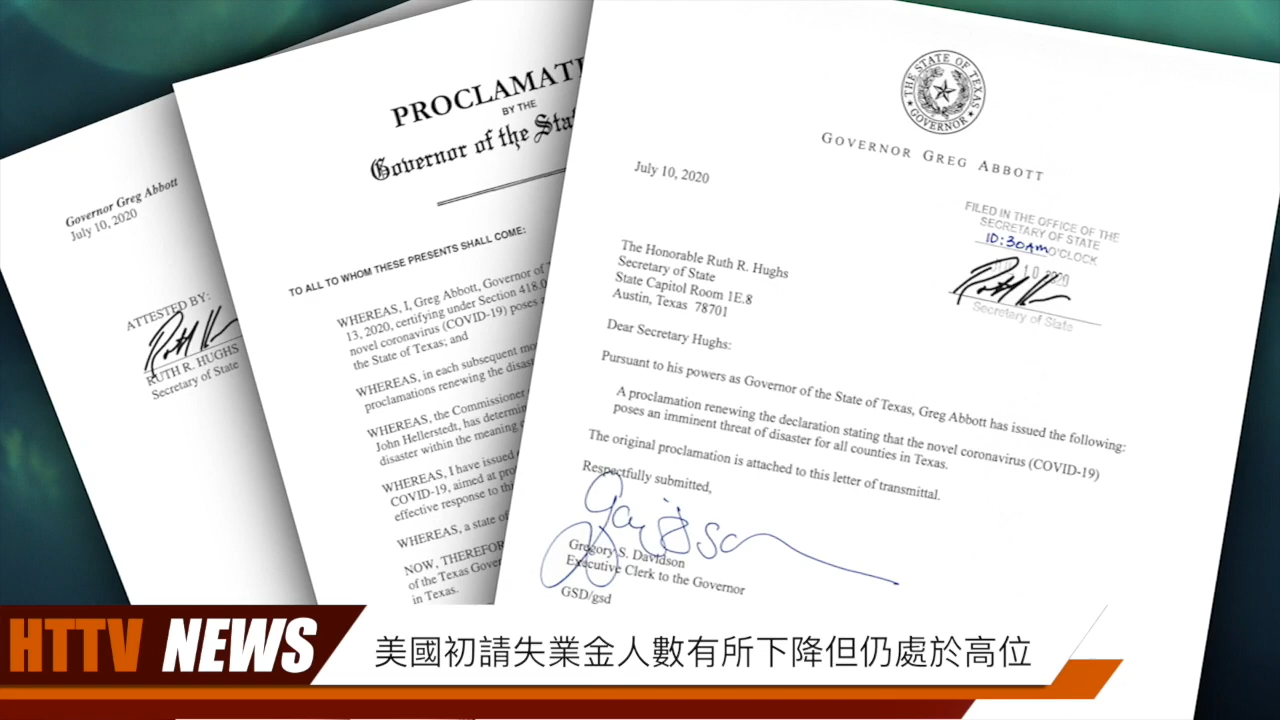 Governor Greg Abbott
July 10, 2020
ATTESTED BY:
RUTH R. HUGHS
Secretary of State
PROCLAMATI
BY THE
Governor of the Sta
TO ALL TO WHOM THESE PRESENTS SHALL COME:
WHEREAS, I, Greg Abbott, Governor of
13, 2020, certifying under Section 418.0
novel coronavirus (COVID-19) poses a
the State of Texas; and
WHEREAS, in each subsequent mo
proclamations renewing the disas
WHEREAS, the Commissioner
John Hellerstedt, has determin
disaster within the meaning
WHEREAS, I have issued
COVID-19, aimed at pro
effective response to th
WHEREAS, a state of
NOW, THEREFOR
of the Texas Gover
in Texas.
THE STATE OF TEXAS
GOVERNOR
GOVERNOR GREG ABBOTT
July 10, 2020
FILED IN THE OFFICE OF THE
SECRETARY OF STATE
10:30AM O'CLOCK
10 2020
Secretary of State
The Honorable Ruth R. Hughs
Secretary of State
State Capitol Room 1E.8
Austin, Texas 78701
Dear Secretary Hughs:
Pursuant to his powers as Governor of the State of Texas, Greg Abbott has issued the following:
A proclamation renewing the declaration stating that the novel coronavirus (COVID-19)
poses an imminent threat of disaster for all counties in Texas.
The original proclamation is attached to this letter of transmittal.
Respectfully submitted,
Gregory S. Davidson
Executive Clerk to the Governor
GSD/gsd
HTTV NEWS
美國初請失業金人數有所下降但仍處於高位